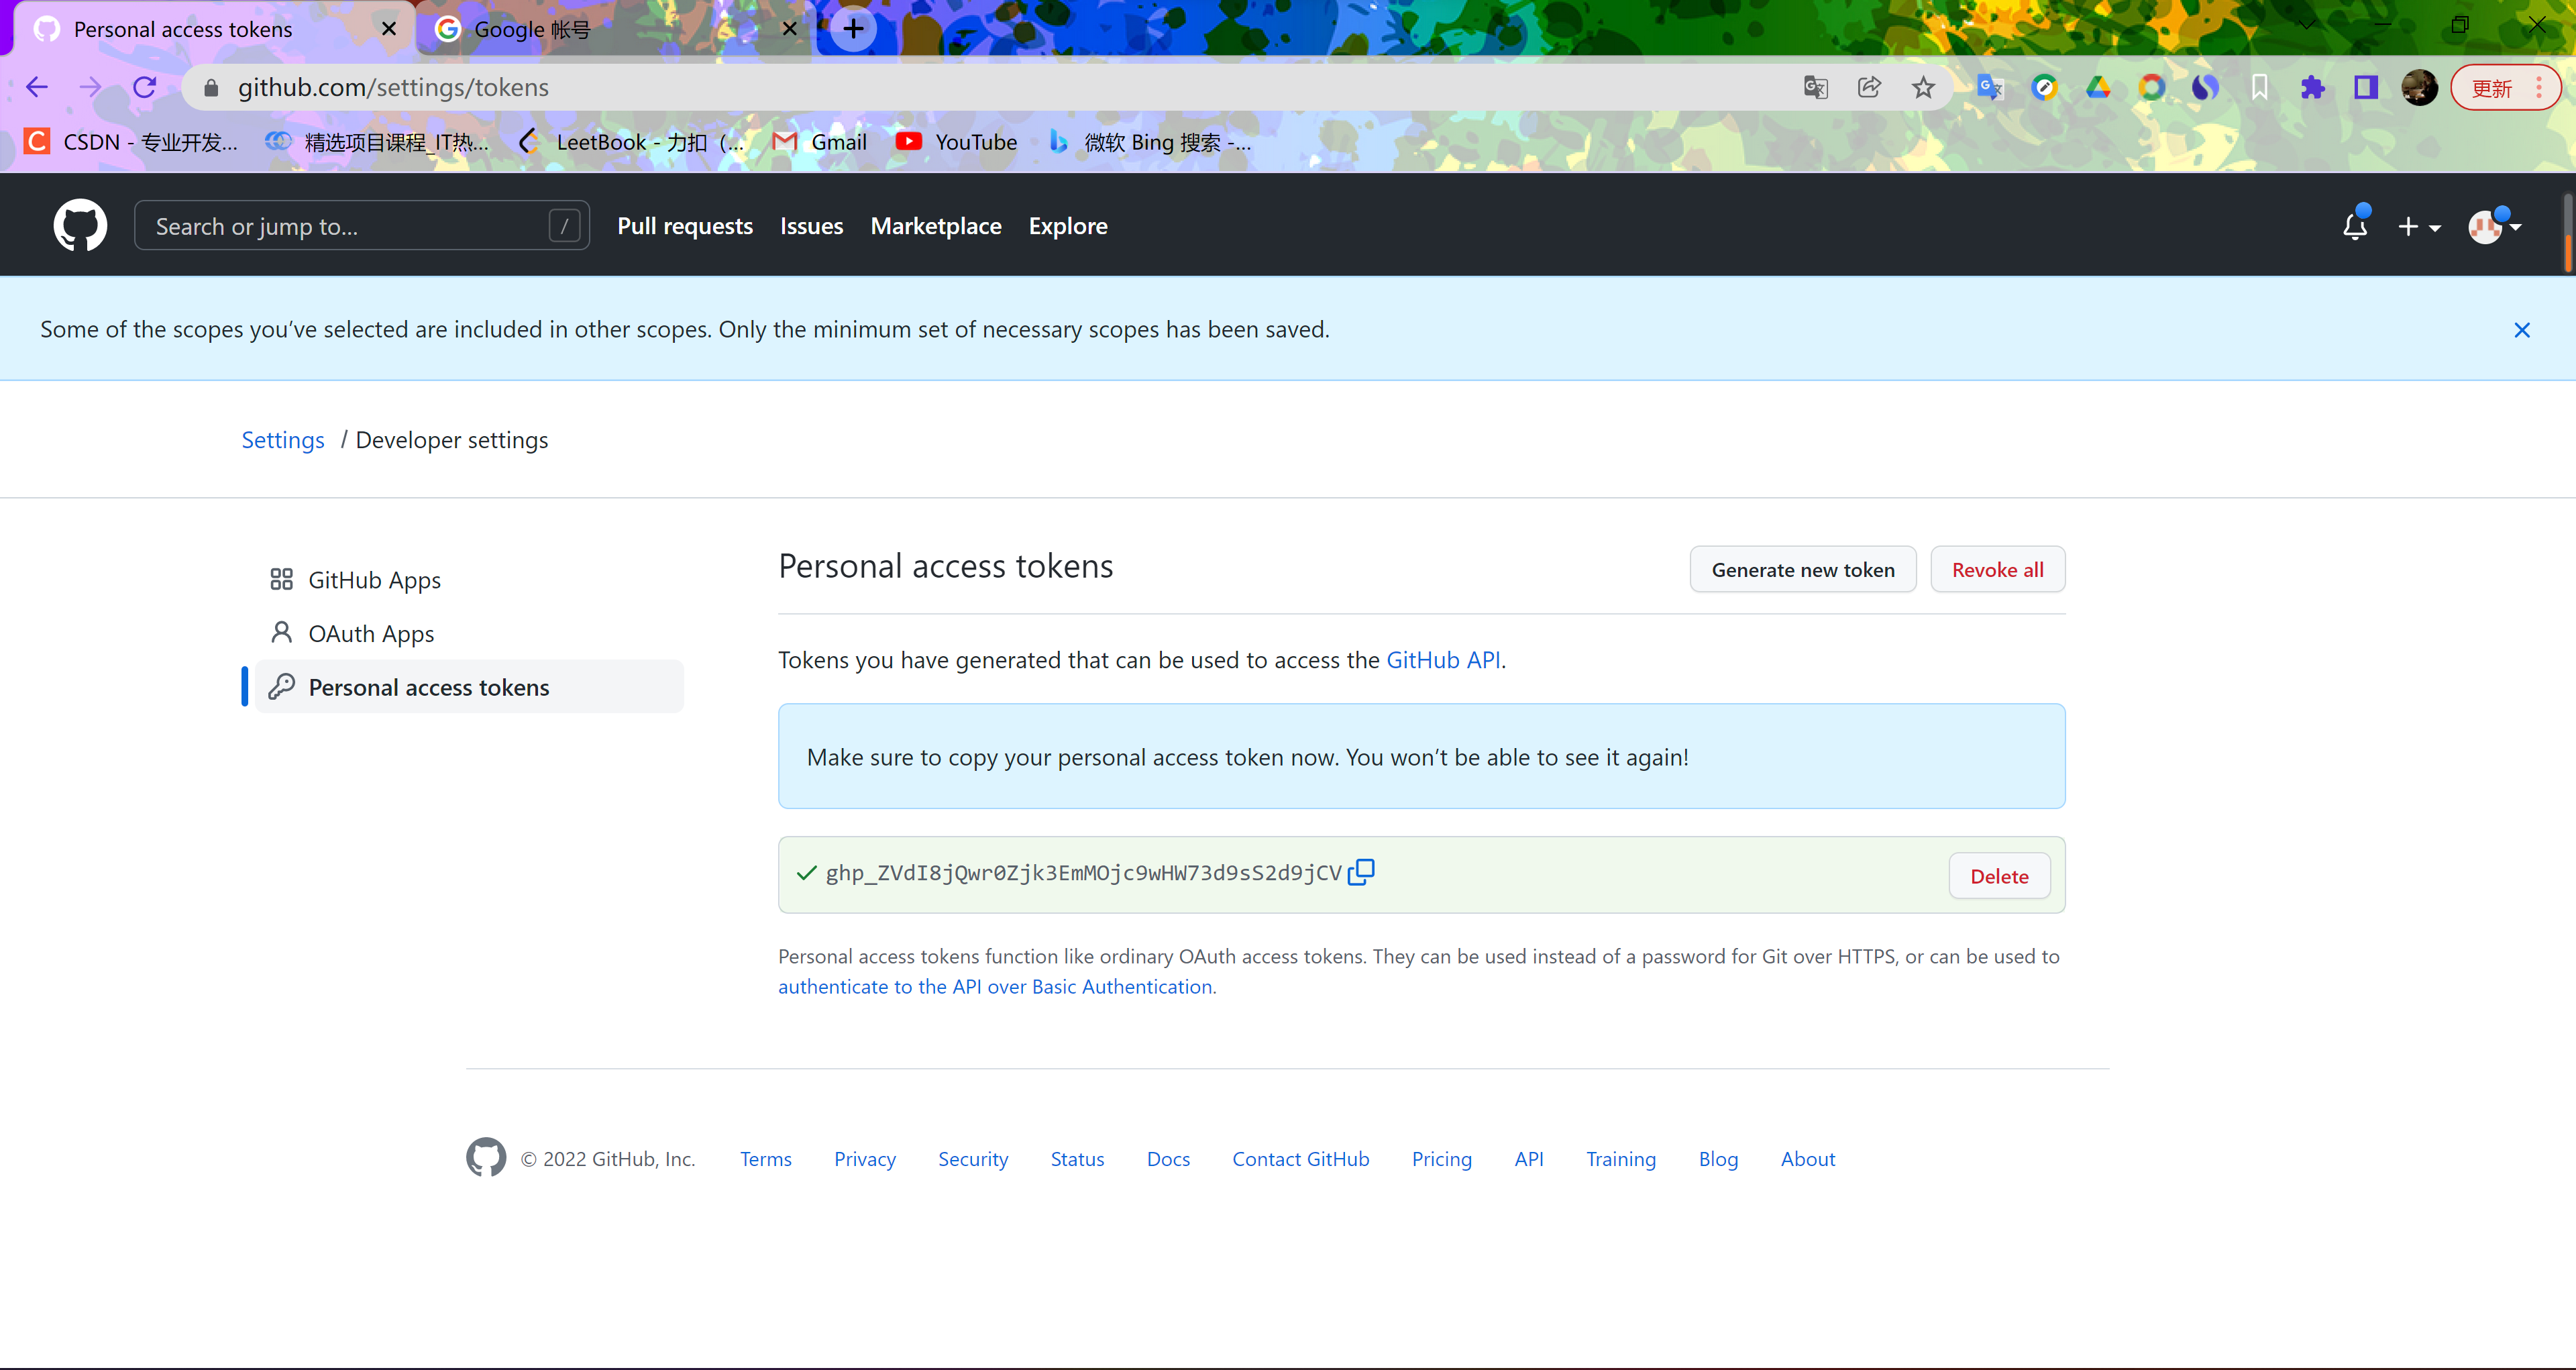 Personal access tokens
Google 帐号
github.com/settings/tokens
更新
CSDN - 专业开发...
精选项目课程_IT热...
LeetBook - 力扣（...
Gmail
YouTube
微软 Bing 搜索 -...
Search or jump to...
/
Pull requests
Issues
Marketplace
Explore
Some of the scopes you’ve selected are included in other scopes. Only the minimum set of necessary scopes has been saved.
Settings / Developer settings
GitHub Apps
OAuth Apps
Personal access tokens
Personal access tokens
Generate new token
Revoke all
Tokens you have generated that can be used to access the GitHub API.
Make sure to copy your personal access token now. You won’t be able to see it again!
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
Delete
Personal access tokens function like ordinary OAuth access tokens. They can be used instead of a password for Git over HTTPS, or can be used to
authenticate to the API over Basic Authentication.
© 2022 GitHub, Inc.
Terms
Privacy
Security
Status
Docs
Contact GitHub
Pricing
API
Training
Blog
About